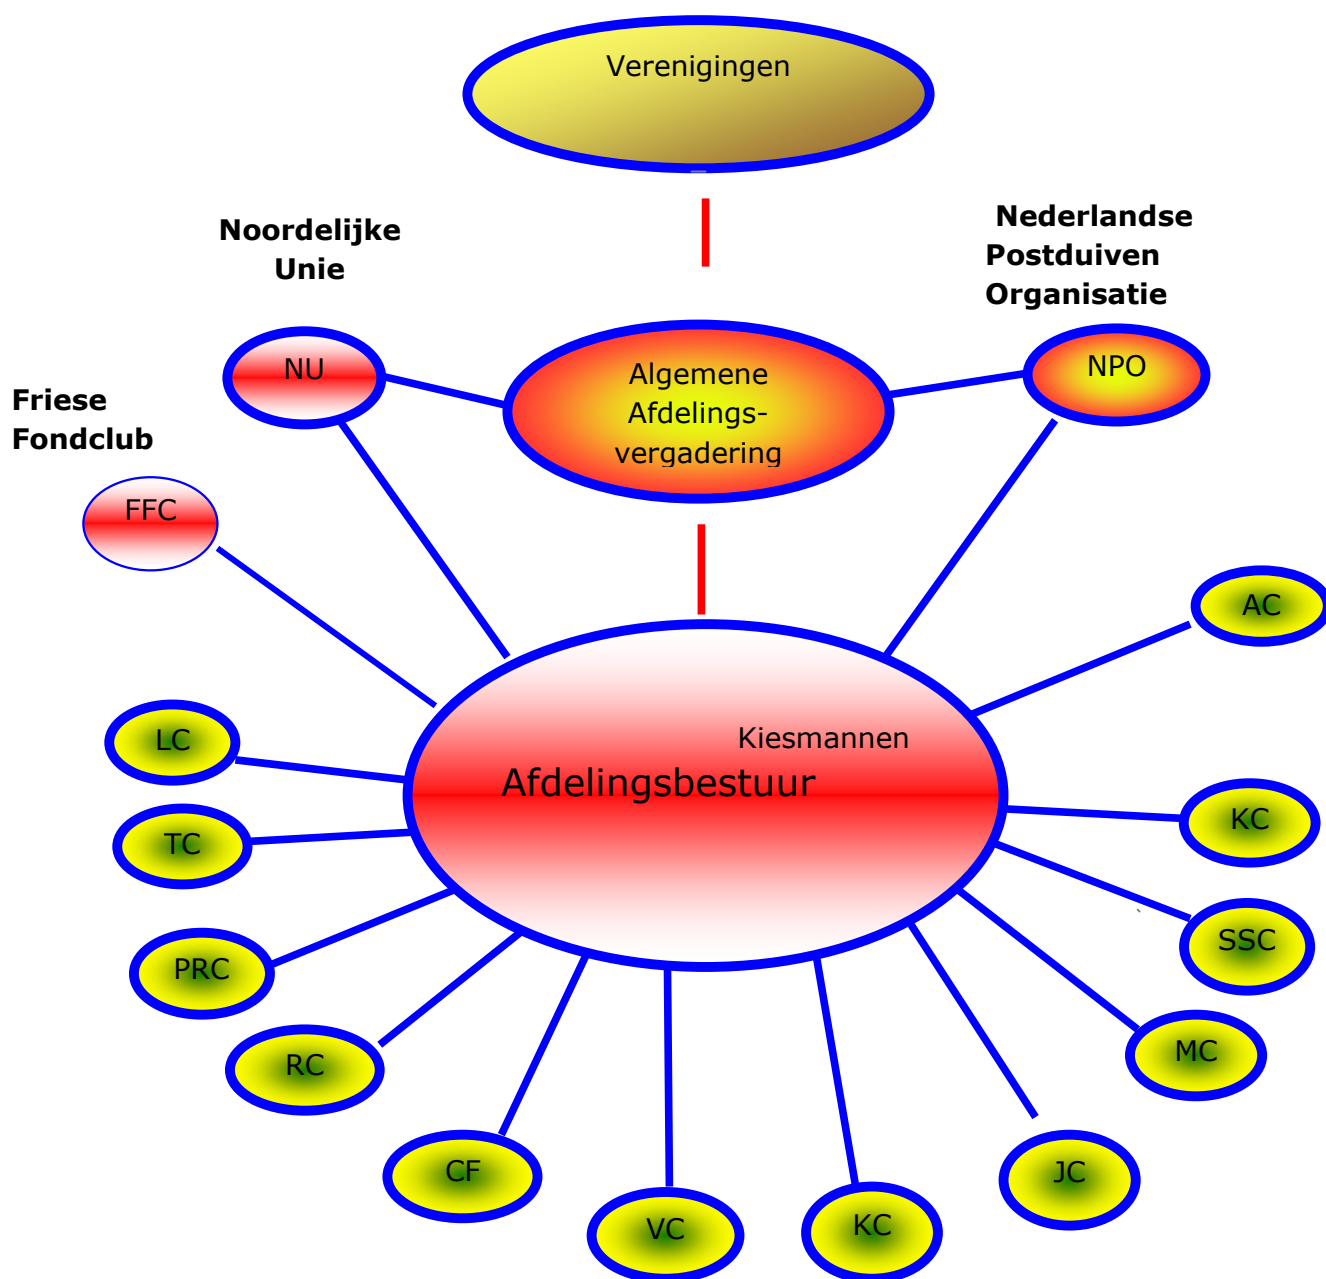 Verenigingen
Noordelijke
Unie
Nederlandse
Postduiven
Organisatie
NU
Algemene
Afdelings-
vergadering
NPO
Friese
Fondclub
FFC
AC
Kiesmannen
Afdelingsbestuur
LC
KC
TC
SSC
PRC
MC
RC
CF
JC
VC
KC